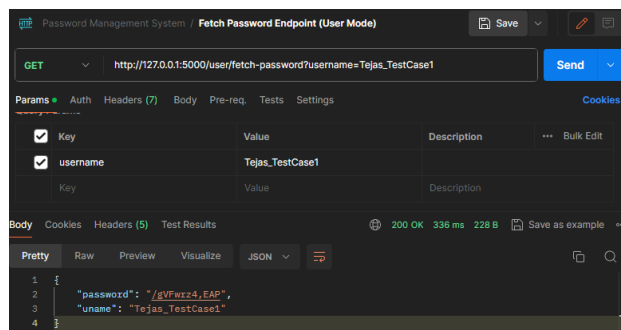 HTTP Password Management System / Fetch Password Endpoint (User Mode) Save
GET http://127.0.0.1:5000/user/fetch-password?username=Tejas_TestCase1 Send
Params Auth Headers (7) Body Pre-req. Tests Settings Cookies
Key Value Description Bulk Edit
username Tejas_TestCase1
Key Value Description
Body Cookies Headers (5) Test Results 200 OK 336 ms 228 B Save as example
Pretty Raw Preview Visualize JSON
1 {
2 "password": "/gVFwrz4,EAP",
3 "uname": "Tejas_TestCase1"
4 }